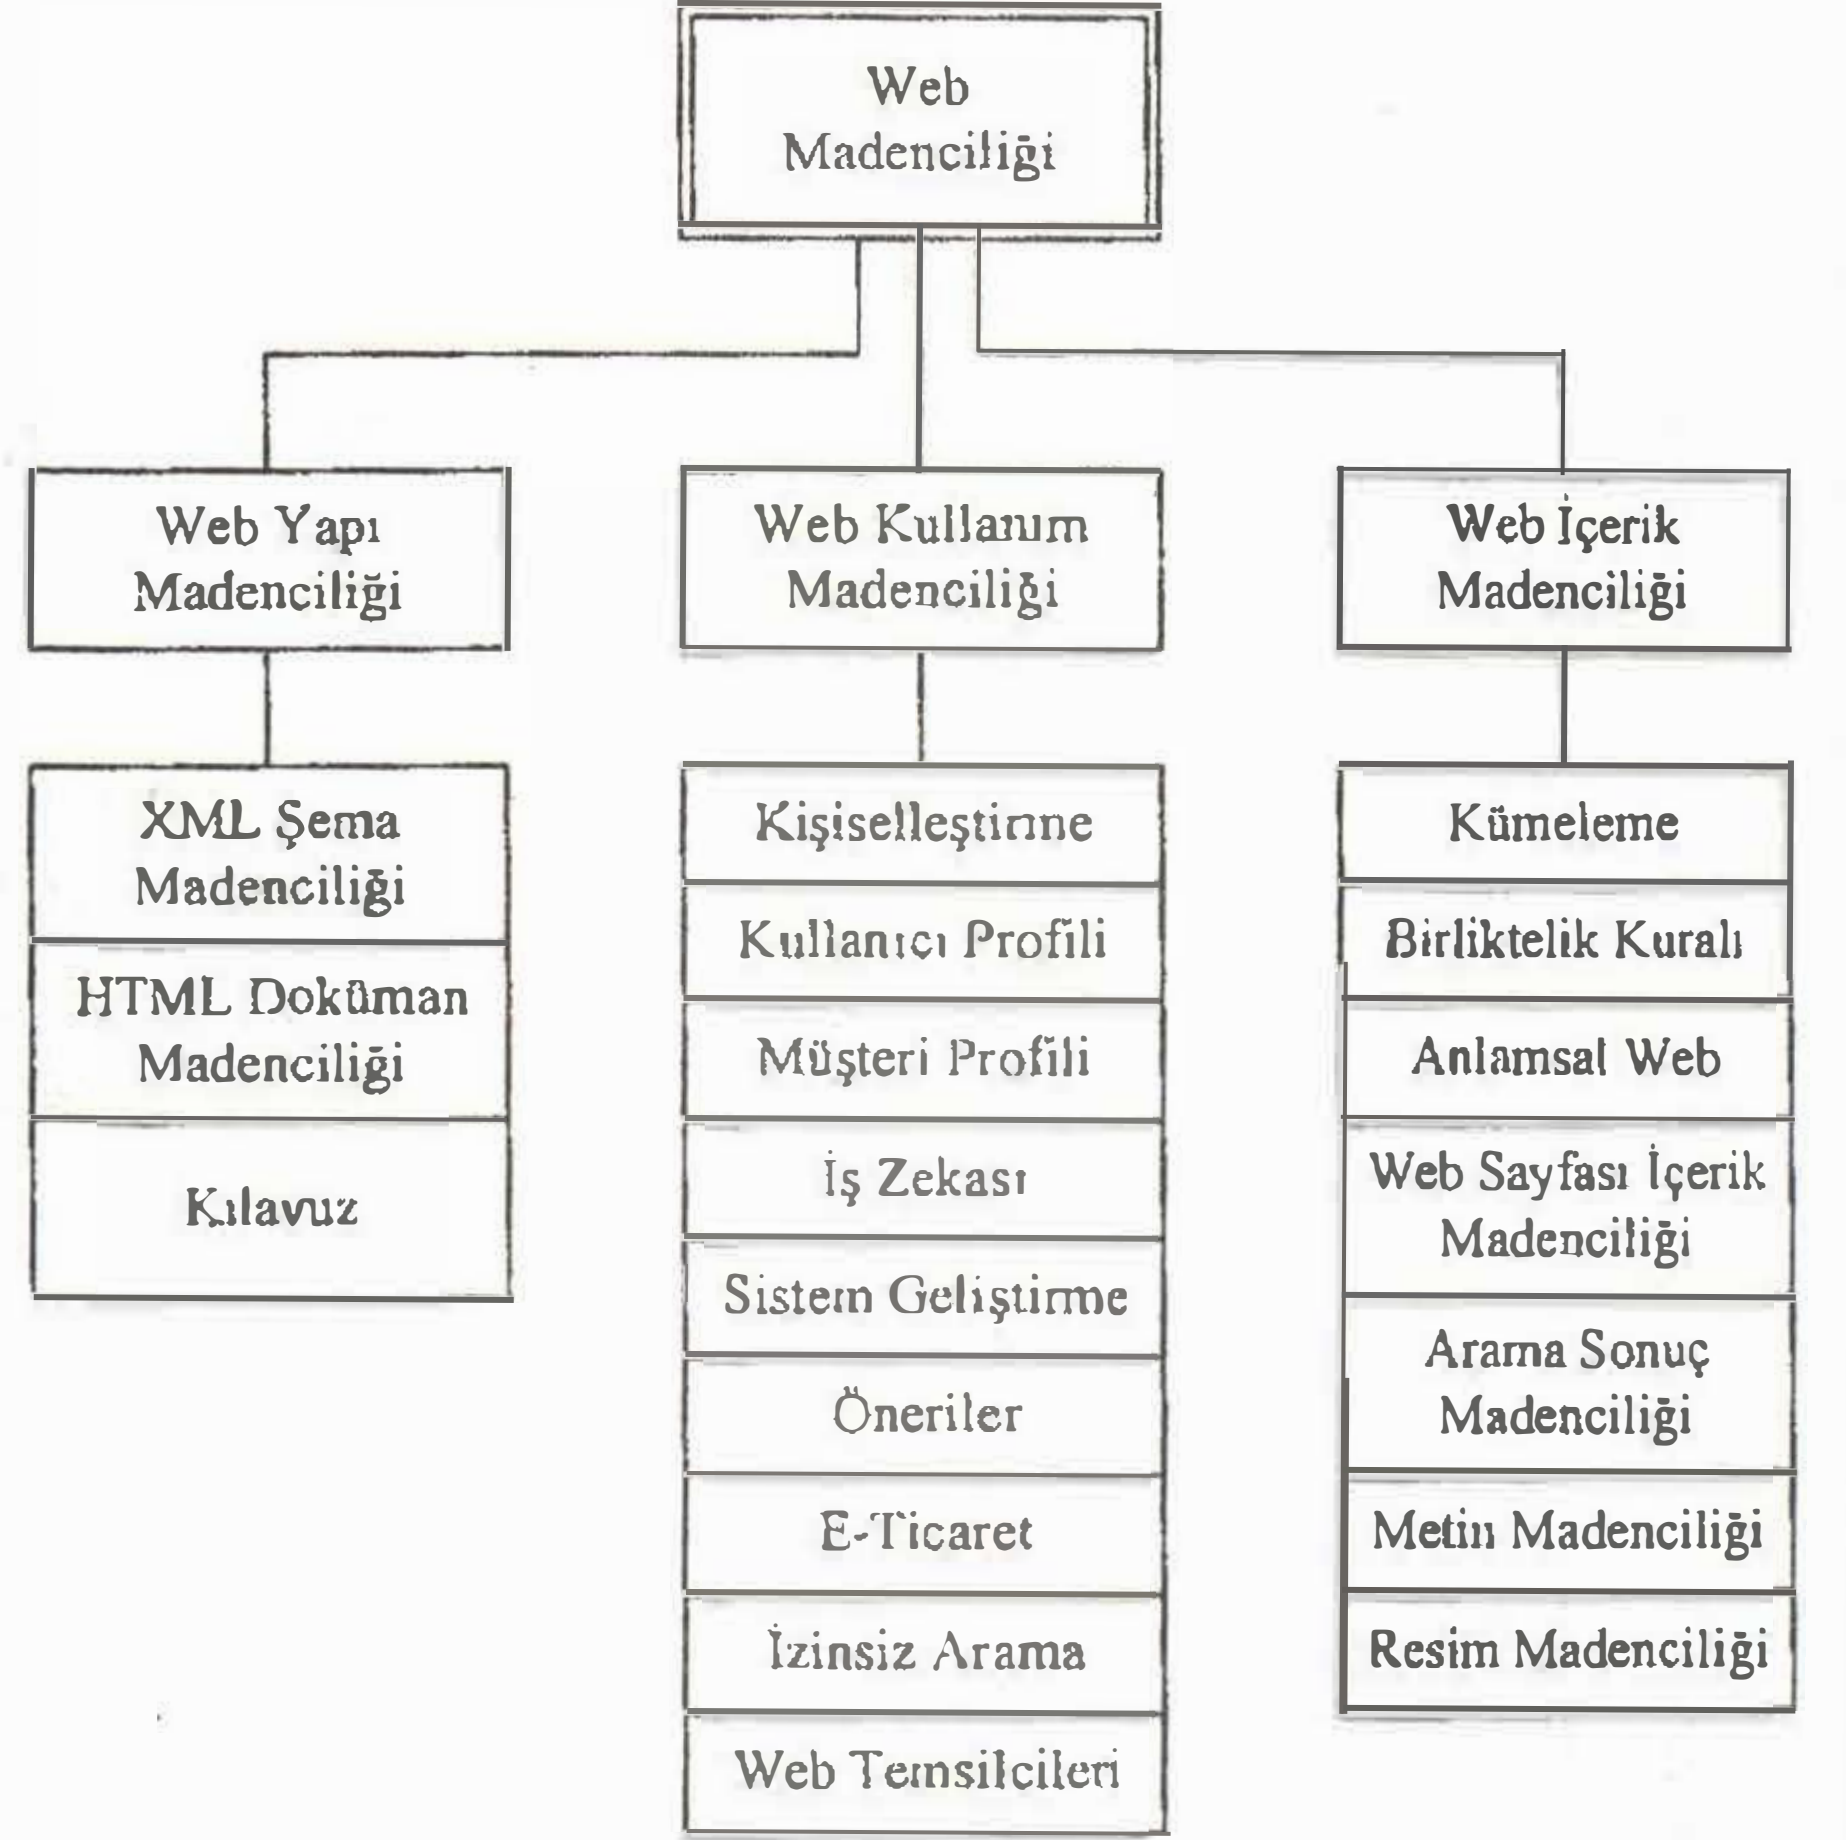 Web
Madenciliği
Web Yapı
Madenciliği
XML Şema
Madenciliği
HTML Doküman
Madenciliği
Kılavuz
Web Kullanım
Madenciliği
Kişiselleştirme
Kullanıcı Profili
Müşteri Profili
İş Zekası
Sistem Geliştirme
Öneriler
E-Ticaret
İzinsiz Arama
Web Temsilcileri
Web İçerik
Madenciliği
Kümeleme
Birliktelik Kuralı
Anlamsal Web
Web Sayfası İçerik
Madenciliği
Arama Sonuç
Madenciliği
Metin Madenciliği
Resim Madenciliği